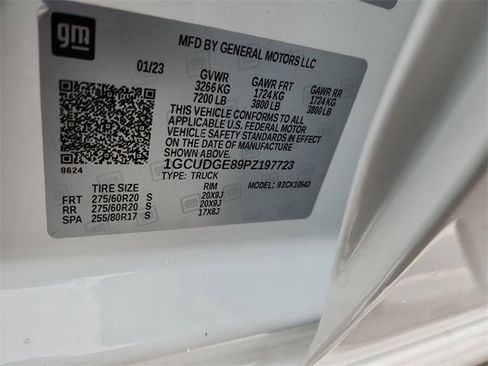 gm
MFD BY GENERAL MOTORS LLC
01/23 GVWR GAWR FRT GAWR RR
3266 KG 1724 KG 1724 KG
7200 LB 3800 LB 3800 LB
THIS VEHICLE CONFORMS TO ALL
APPLICABLE U.S. FEDERAL MOTOR
VEHICLE SAFETY STANDARDS IN EFFECT
ON THE DATE OF MANUFACTURE
SHOWN ABOVE.
8624 1GCUDGE89PZ197723
TYPE: TRUCK MODEL: 93CK10543
TIRE SIZE RIM
FRT 275/60R20 S 20X9J
RR 275/60R20 S 20X9J
SPA 255/80R17 S 17X8J